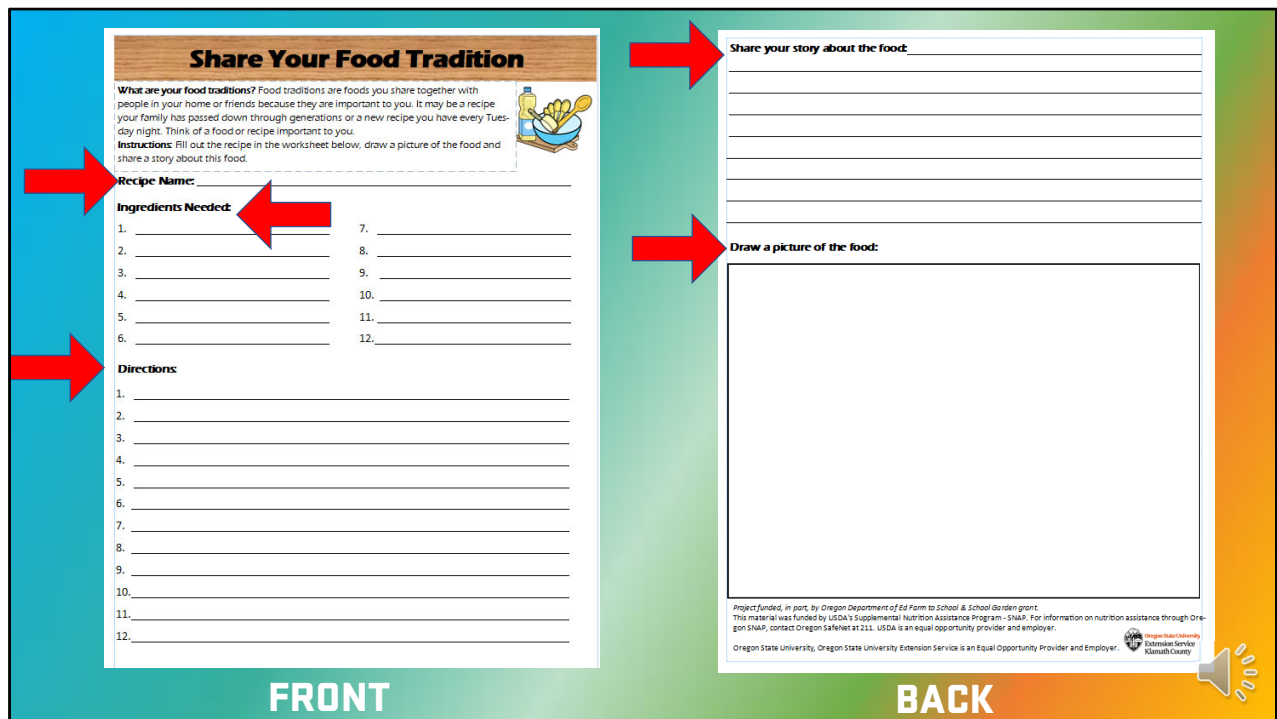 Share Your Food Tradition
What are your food traditions? Food traditions are foods you share together with
people in your home or friends because they are important to you. It may be a recipe
your family has passed down through generations or a new recipe you have every Tues-
day night. Think of a food or recipe important to you.
Instructions: Fill out the recipe in the worksheet below, draw a picture of the food and
share a story about this food.
Recipe Name:
Ingredients Needed:
1.
2.
3.
4.
5.
6.
7.
8.
9.
10.
11.
12.
Directions:
1.
2.
3.
4.
5.
6.
7.
8.
9.
10.
11.
12.
FRONT
Share your story about the food:
Draw a picture of the food:
Project funded, in part, by Oregon Department of Ed Farm to School & School Garden grant.
This material was funded by USDA's Supplemental Nutrition Assistance Program - SNAP. For information on nutrition assistance through Ore-
gon SNAP, contact Oregon SafeNet at 211. USDA is an equal opportunity provider and employer.
Oregon State University, Oregon State University Extension Service is an Equal Opportunity Provider and Employer.
Oregon State University
Extension Service
Klamath County
BACK